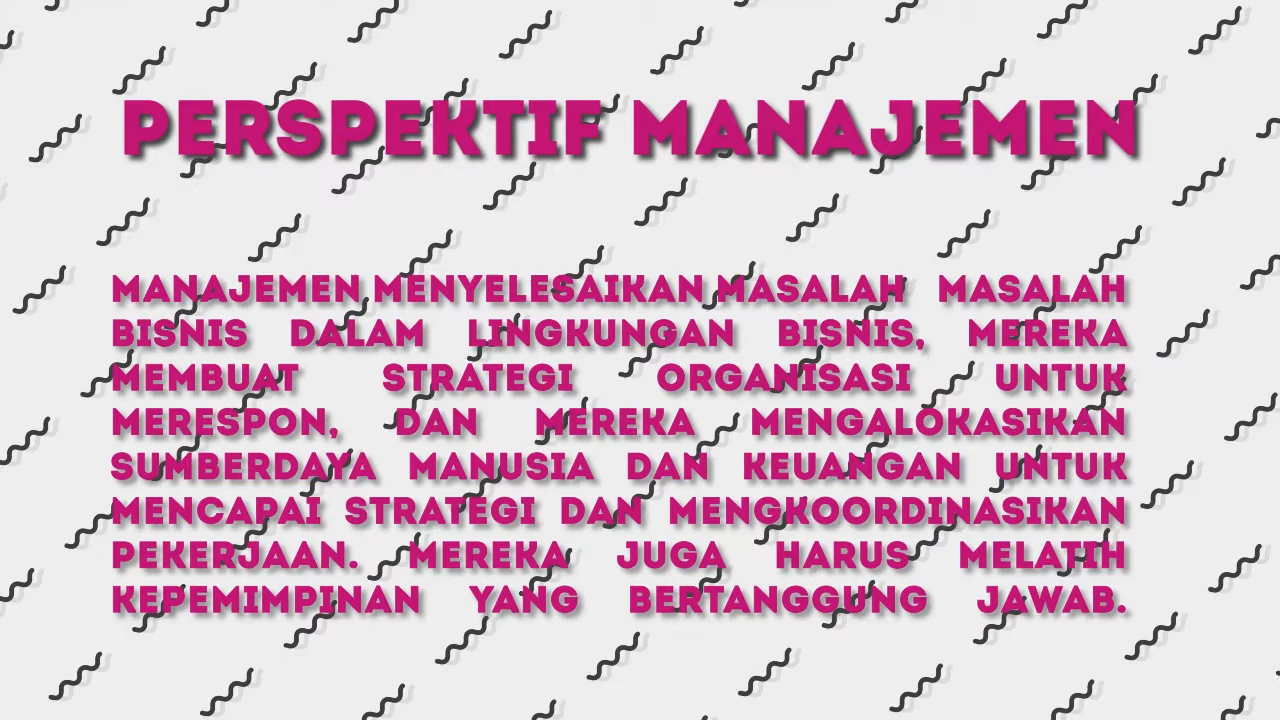 PERSPEKTIF MANAJEMEN
MANAJEMEN MENYELESAIKAN MASALAH MASALAH
BISNIS DALAM LINGKUNGAN BISNIS, MEREKA
MEMBUAT STRATEGI ORGANISASI UNTUK
MERESPON, DAN MEREKA MENGALOKASIKAN
SUMBERDAYA MANUSIA DAN KEUANGAN UNTUK
MENCAPAI STRATEGI DAN MENGKOORDINASIKAN
PEKERJAAN. MEREKA JUGA HARUS MELATIH
KEPEMIMPINAN YANG BERTANGGUNG JAWAB.